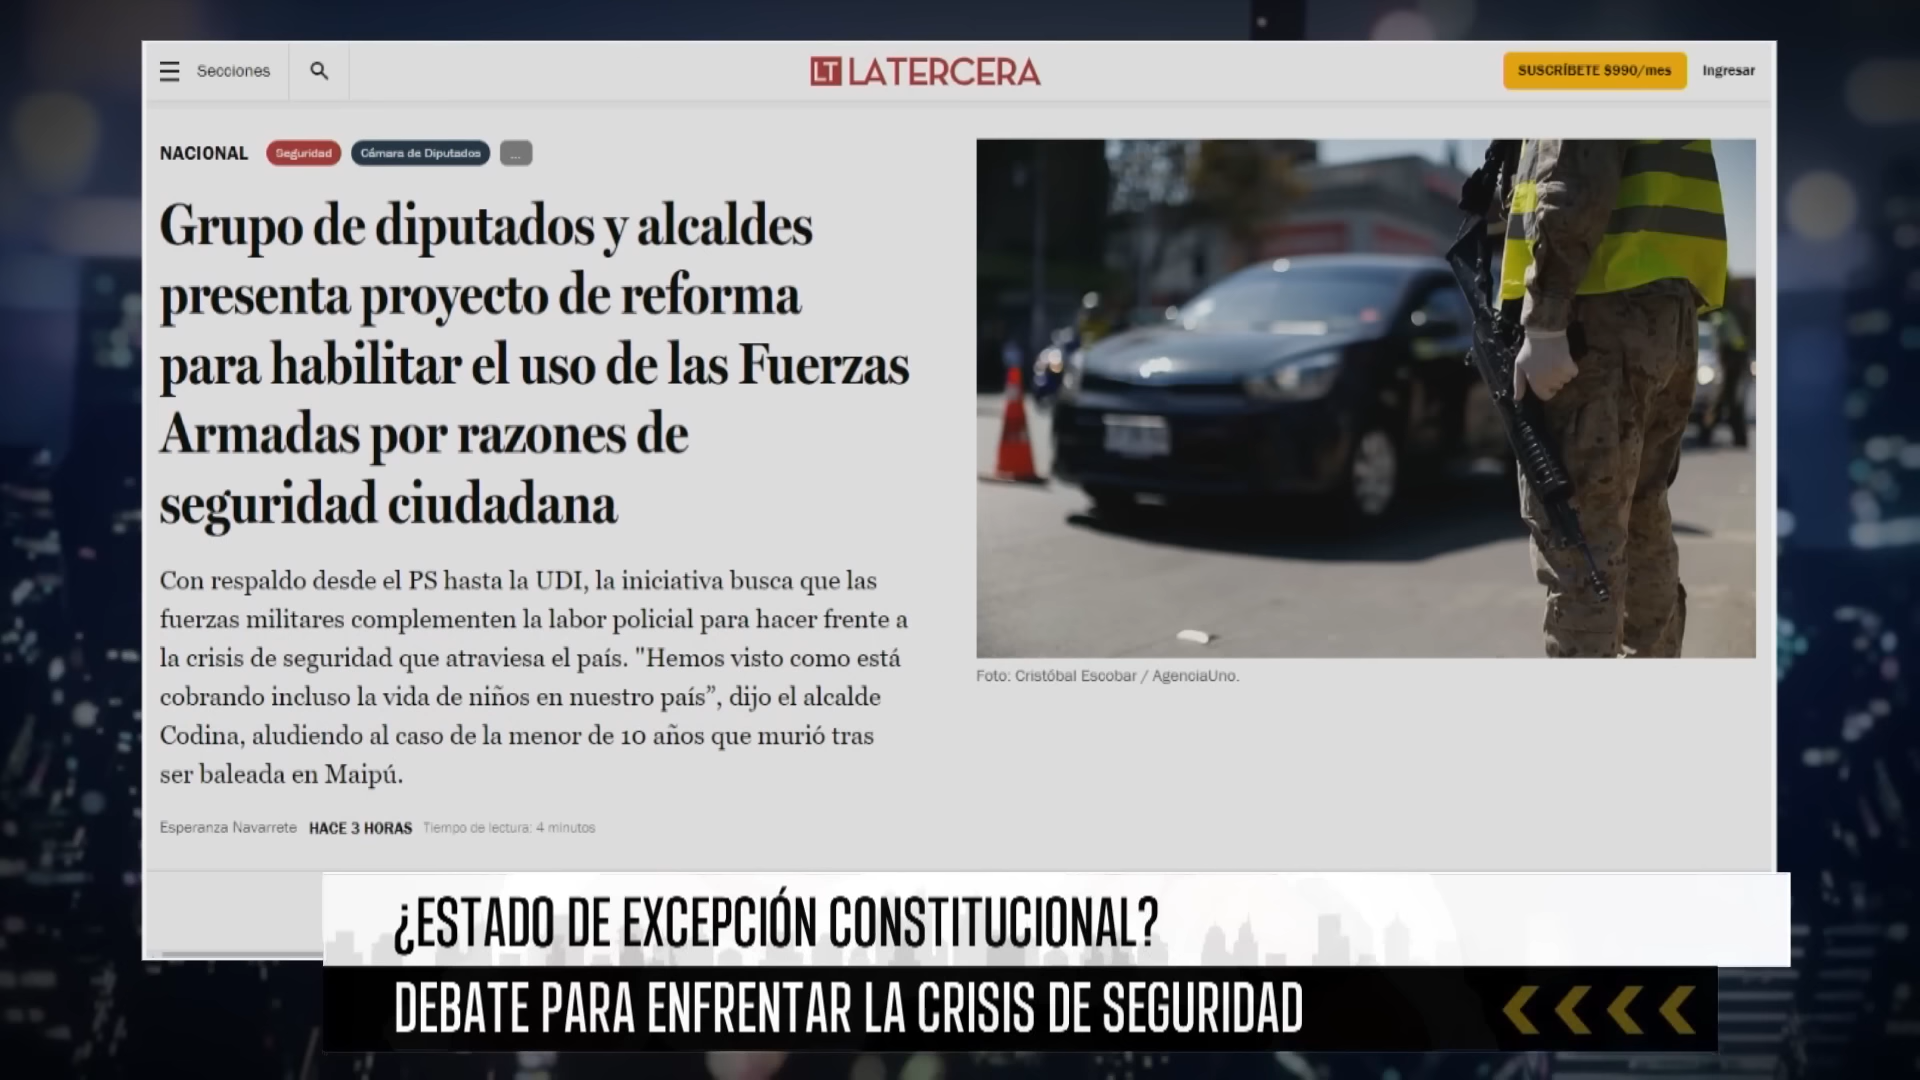 Secciones
LT LATERCERA
SUSCRÍBETE $990/mes
Ingresar
NACIONAL
Seguridad
Cámara de Diputados
...
Grupo de diputados y alcaldes
presenta proyecto de reforma
para habilitar el uso de las Fuerzas
Armadas por razones de
seguridad ciudadana
Con respaldo desde el PS hasta la UDI, la iniciativa busca que las
fuerzas militares complementen la labor policial para hacer frente a
la crisis de seguridad que atraviesa el país. "Hemos visto como está
cobrando incluso la vida de niños en nuestro país”, dijo el alcalde
Codina, aludiendo al caso de la menor de 10 años que murió tras
ser baleada en Maipú.
Esperanza Navarrete HACE 3 HORAS Tiempo de lectura: 4 minutos
Foto: Cristóbal Escobar / AgenciaUno.
¿ESTADO DE EXCEPCIÓN CONSTITUCIONAL?
DEBATE PARA ENFRENTAR LA CRISIS DE SEGURIDAD